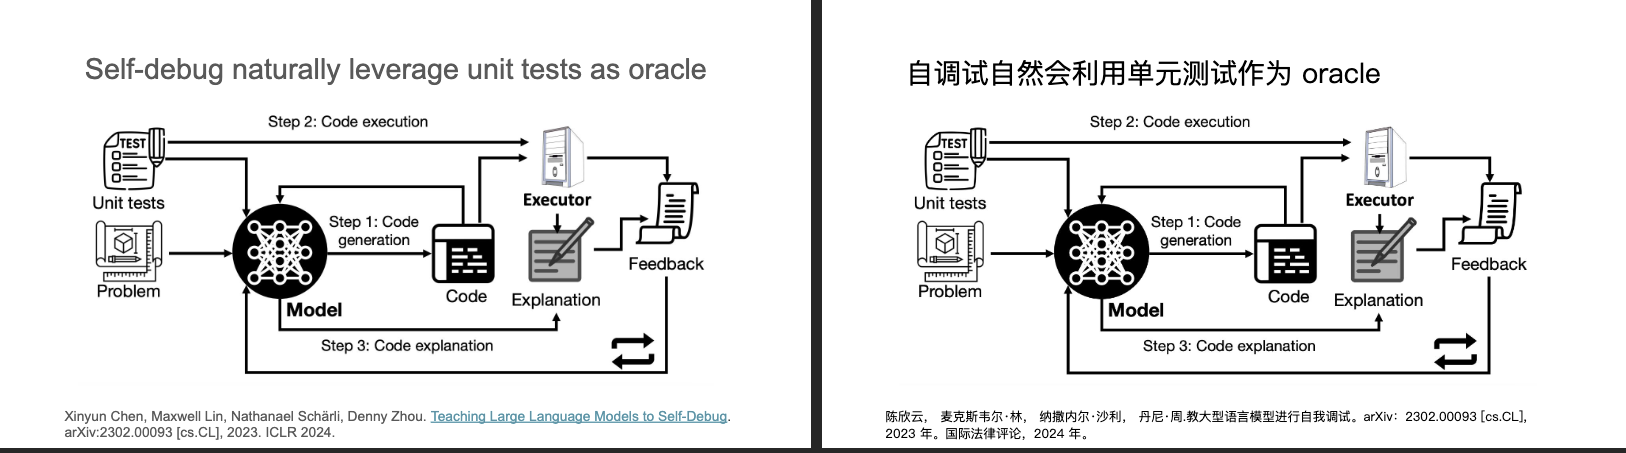 Self-debug naturally leverage unit tests as oracle
Step 2: Code execution
TEST
Unit tests
Executor
Step 1: Code
generation
Problem
Model
Code
Explanation
Feedback
Step 3: Code explanation
Xinyun Chen, Maxwell Lin, Nathanael Schärli, Denny Zhou. Teaching Large Language Models to Self-Debug.
arXiv:2302.00093 [cs.CL], 2023. ICLR 2024.
自调试自然会利用单元测试作为 oracle
Step 2: Code execution
TEST
Unit tests
Executor
Step 1: Code
generation
Problem
Model
Code
Explanation
Feedback
Step 3: Code explanation
陈欣云， 麦克斯韦尔·林， 纳撒内尔·沙利， 丹尼·周.教大型语言模型进行自我调试。arXiv：2302.00093 [cs.CL],
2023 年。国际法律评论，2024 年。